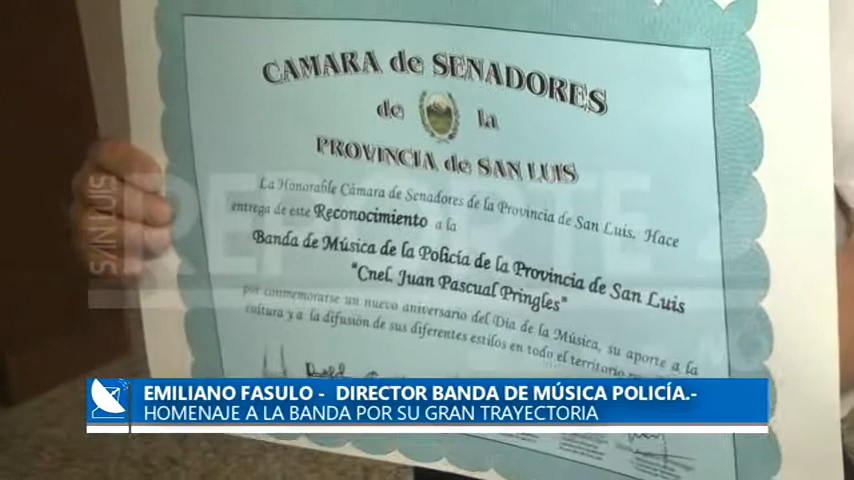 CAMARA de SENADORES
de la
PROVINCIA de SAN LUIS
La Honorable Cámara de Senadores de la Provincia de San Luis, Hace
entrega de este Reconocimiento a la
Banda de Música de la Policía de la Provincia de San Luis
"Cnel. Juan Pascual Pringles"
por conmemorarse un nuevo aniversario del Dia de la Música, su aporte a la
cultura y a la difusión de sus diferentes estilos en todo el territorio
SAN LUIS
REPORTE
EMILIANO FASULO - DIRECTOR BANDA DE MÚSICA POLICÍA.-
HOMENAJE A LA BANDA POR SU GRAN TRAYECTORIA